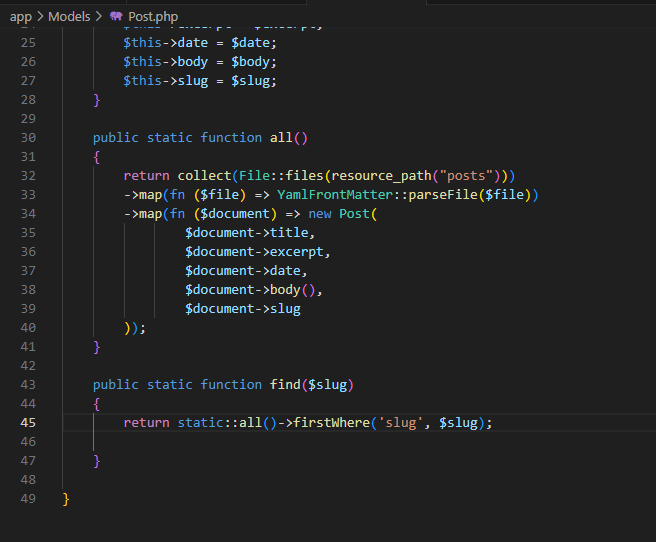 app > Models > Post.php
25 $this->date = $date;
26 $this->body = $body;
27 $this->slug = $slug;
28 }
29
30 public static function all()
31 {
32 return collect(File::files(resource_path("posts")))
33 ->map(fn ($file) => YamlFrontMatter::parseFile($file))
34 ->map(fn ($document) => new Post(
35 $document->title,
36 $document->excerpt,
37 $document->date,
38 $document->body(),
39 $document->slug
40 ));
41 }
42
43 public static function find($slug)
44 {
45 return static::all()->firstWhere('slug', $slug);
46
47 }
48
49 }